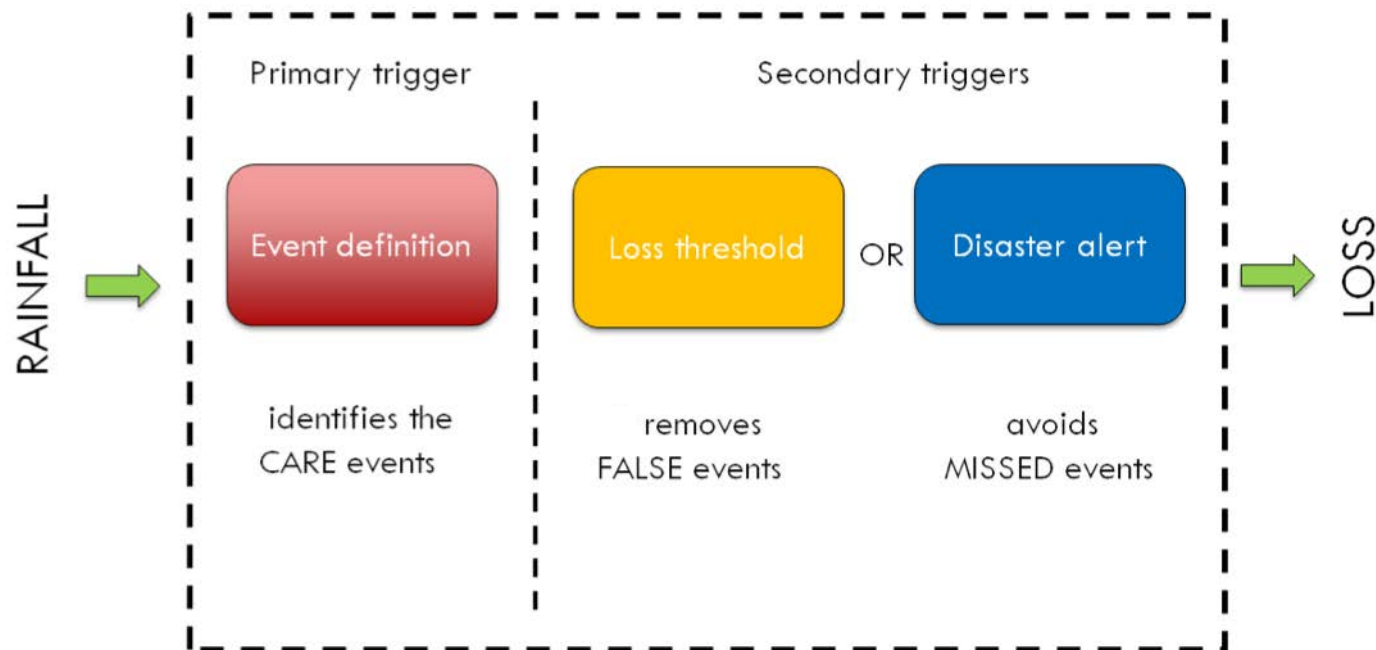 RAINFALL
Primary trigger
Event definition
identifies the
CARE events
Secondary triggers
Loss threshold
removes
FALSE events
OR
Disaster alert
avoids
MISSED events
LOSS